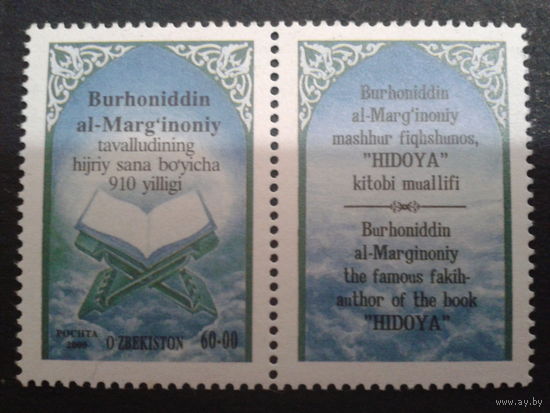 Burhoniddin
al-Marg‘inoniy
tavalludining
hijriy sana bo‘yicha
910 yilligi
POCHTA
2000
O‘ZBEKISTON
60-00
Burhoniddin
al-Marg‘inoniy
mashhur fiqhshunos,
"HIDOYA"
kitobi muallifi
Burhoniddin
al-Marginoniy
the famous fakih-
author of the book
"HIDOYA"
www.ay.by